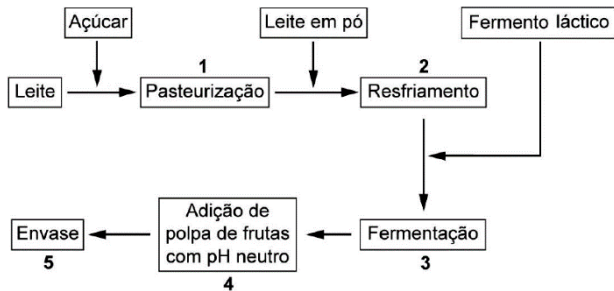 Açúcar
Leite em pó
Fermento láctico
1
2
Leite
Pasteurização
Resfriamento
Envase
5
Adição de
polpa de frutas
com pH neutro
4
Fermentação
3